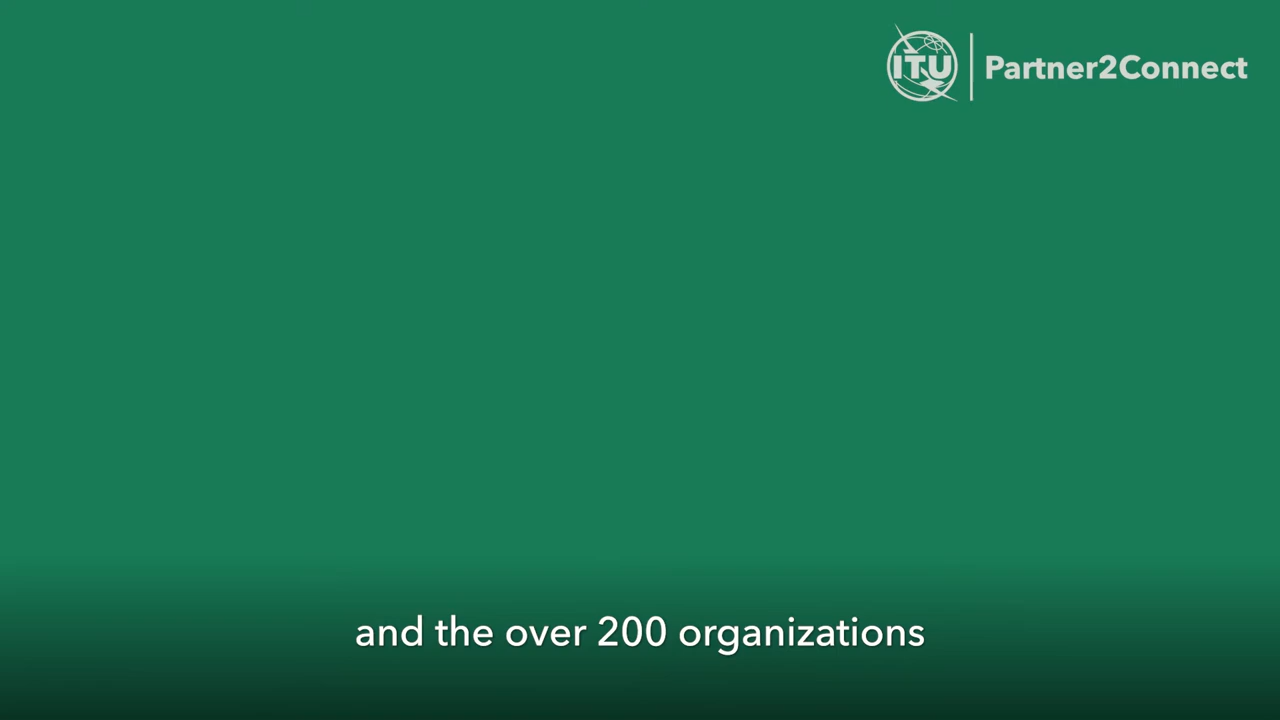 ITU | Partner2Connect
and the over 200 organizations